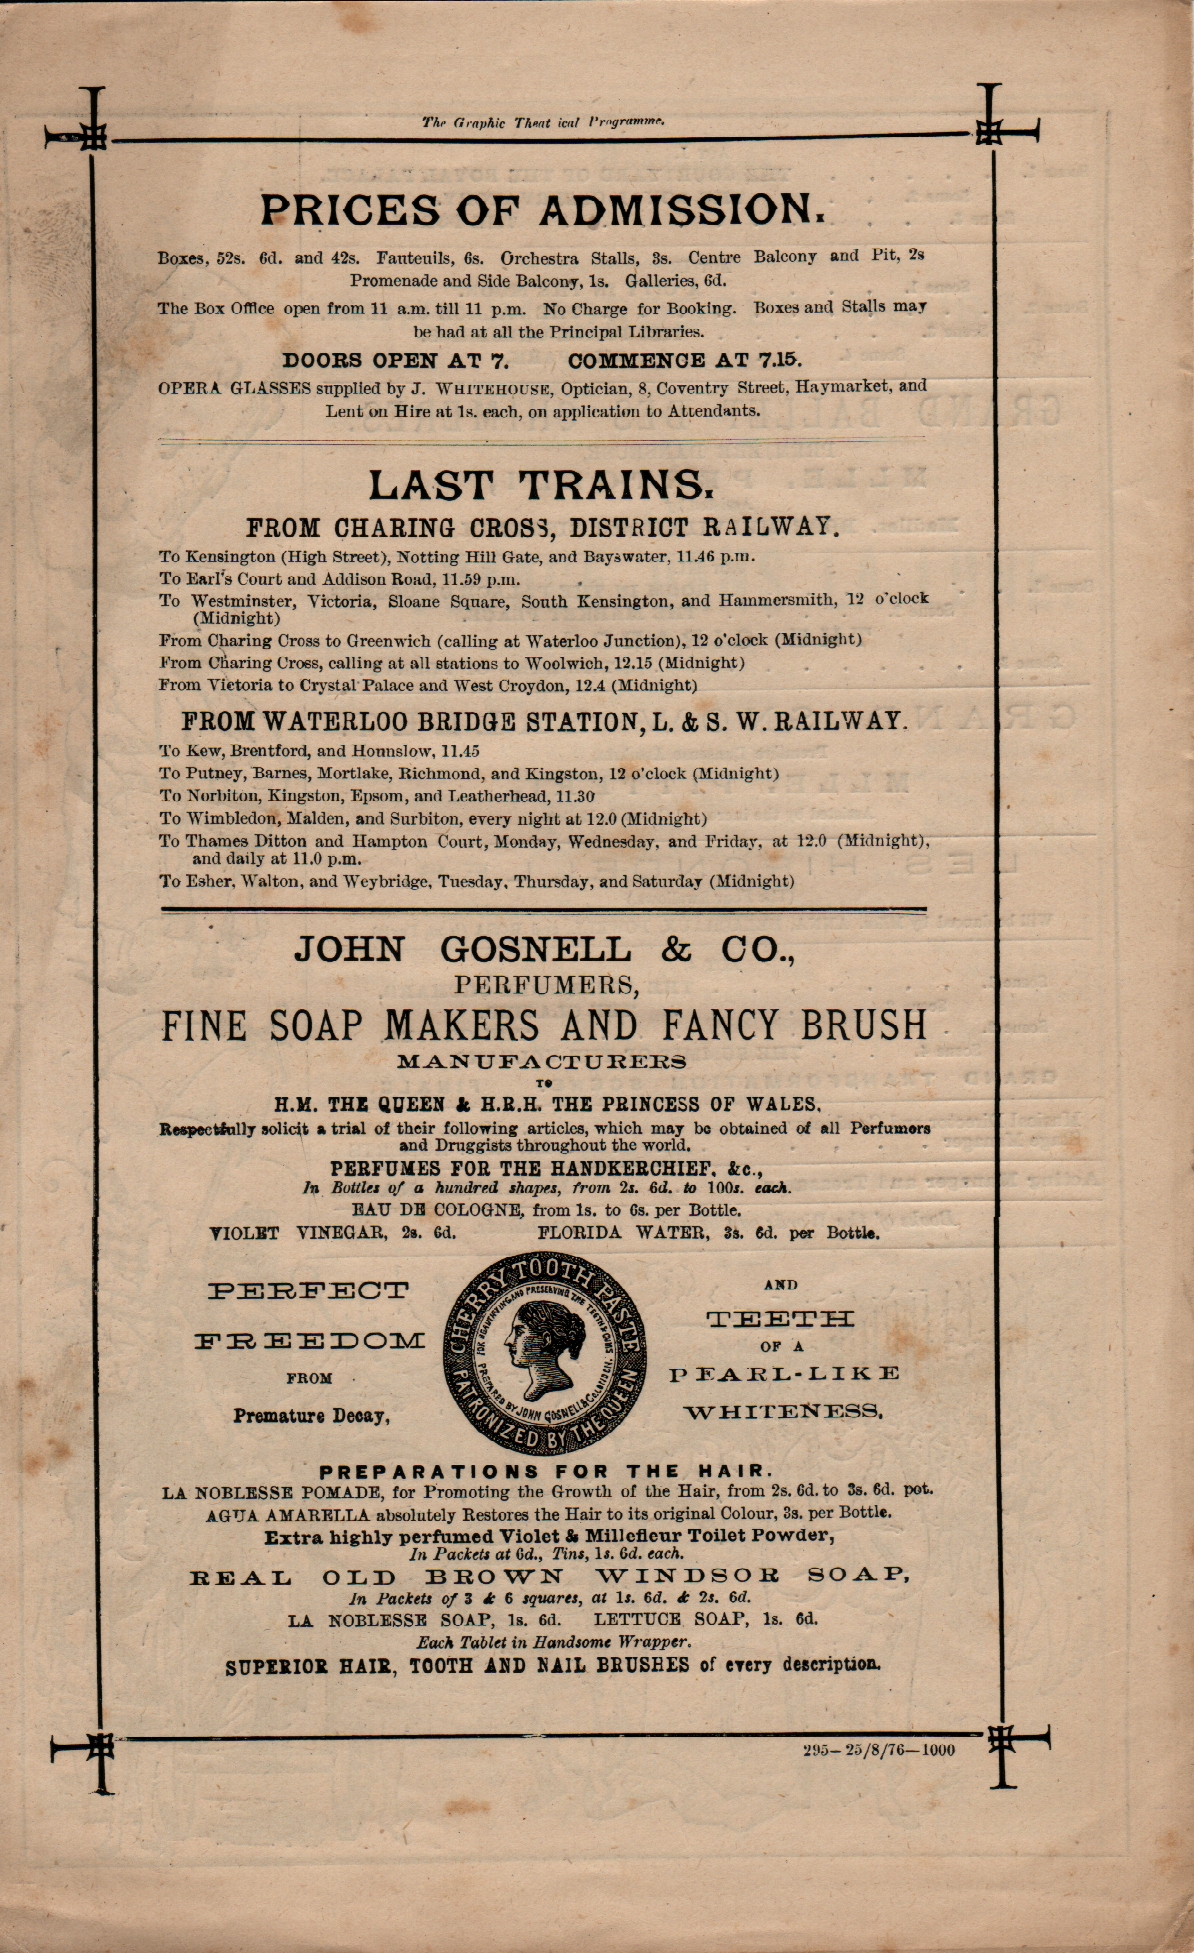 The Graphic Theatrical Programme.
PRICES OF ADMISSION.
Boxes, 52s. 6d. and 42s. Fauteuils, 6s. Orchestra Stalls, 3s. Centre Balcony and Pit, 2s
Promenade and Side Balcony, 1s. Galleries, 6d.
The Box Office open from 11 a.m. till 11 p.m. No Charge for Booking. Boxes and Stalls may
be had at all the Principal Libraries.
DOORS OPEN AT 7. COMMENCE AT 7.15.
OPERA GLASSES supplied by J. WHITEHOUSE, Optician, 8, Coventry Street, Haymarket, and
Lent on Hire at 1s. each, on application to Attendants.
LAST TRAINS.
FROM CHARING CROSS, DISTRICT RAILWAY.
To Kensington (High Street), Notting Hill Gate, and Bayswater, 11.46 p.m.
To Earl's Court and Addison Road, 11.59 p.m.
To Westminster, Victoria, Sloane Square, South Kensington, and Hammersmith, 12 o'clock
(Midnight)
From Charing Cross to Greenwich (calling at Waterloo Junction), 12 o'clock (Midnight)
From Charing Cross, calling at all stations to Woolwich, 12.15 (Midnight)
From Victoria to Crystal Palace and West Croydon, 12.4 (Midnight)
FROM WATERLOO BRIDGE STATION, L. & S. W. RAILWAY.
To Kew, Brentford, and Hounslow, 11.45
To Putney, Barnes, Mortlake, Richmond, and Kingston, 12 o'clock (Midnight)
To Norbiton, Kingston, Epsom, and Leatherhead, 11.30
To Wimbledon, Malden, and Surbiton, every night at 12.0 (Midnight)
To Thames Ditton and Hampton Court, Monday, Wednesday, and Friday, at 12.0 (Midnight),
and daily at 11.0 p.m.
To Esher, Walton, and Weybridge, Tuesday, Thursday, and Saturday (Midnight)
JOHN GOSNELL & CO.,
PERFUMERS,
FINE SOAP MAKERS AND FANCY BRUSH
MANUFACTURERS
TO
H.M. THE QUEEN & H.R.H. THE PRINCESS OF WALES,
Respectfully solicit a trial of their following articles, which may be obtained of all Perfumers
and Druggists throughout the world.
PERFUMES FOR THE HANDKERCHIEF, &c.,
In Bottles of a hundred shapes, from 2s. 6d. to 100s. each.
EAU DE COLOGNE, from 1s. to 6s. per Bottle.
VIOLET VINEGAR, 2s. 6d. FLORIDA WATER, 3s. 6d. per Bottle.
PERFECT
FREEDOM
FROM
Premature Decay,
CHERRY TOOTH PASTE
PATRONIZED BY THE QUEEN
FOR BEAUTIFYING AND PRESERVING THE TEETH & GUMS
PREPARED BY JOHN GOSNELL & Co LONDON.
AND
TEETH
OF A
PEARL-LIKE
WHITENESS.
PREPARATIONS FOR THE HAIR.
LA NOBLESSE POMADE, for Promoting the Growth of the Hair, from 2s. 6d. to 3s. 6d. pot.
AGUA AMARELLA absolutely Restores the Hair to its original Colour, 3s. per Bottle.
Extra highly perfumed Violet & Millefleur Toilet Powder,
In Packets at 6d., Tins, 1s. 6d. each.
REAL OLD BROWN WINDSOR SOAP,
In Packets of 3 & 6 squares, at 1s. 6d. & 2s. 6d.
LA NOBLESSE SOAP, 1s. 6d. LETTUCE SOAP, 1s. 6d.
Each Tablet in Handsome Wrapper.
SUPERIOR HAIR, TOOTH AND NAIL BRUSHES of every description.
295—25/8/76—1000